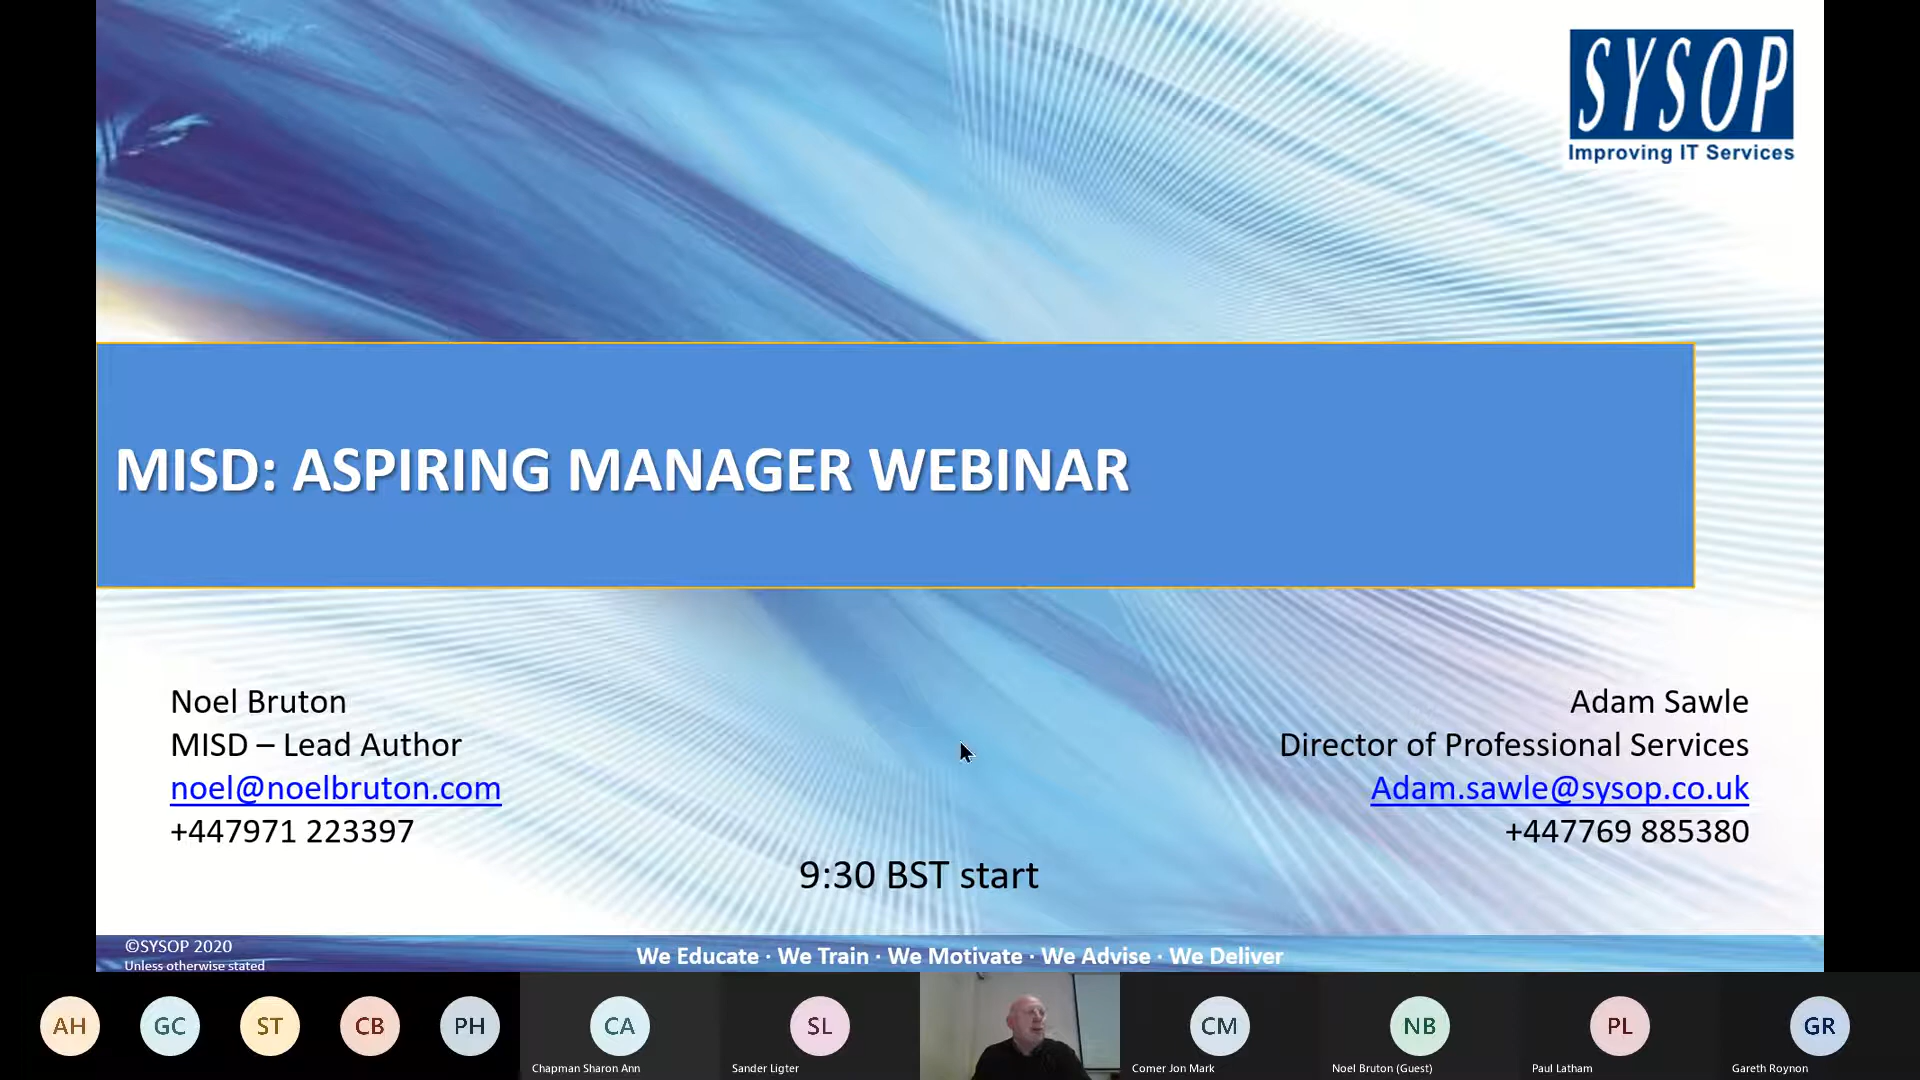 SYSOP
Improving IT Services
MISD: ASPIRING MANAGER WEBINAR
Noel Bruton
MISD – Lead Author
noel@noelbruton.com
+447971 223397
Adam Sawle
Director of Professional Services
Adam.sawle@sysop.co.uk
+447769 885380
9:30 BST start
©SYSOP 2020
Unless otherwise stated
We Educate · We Train · We Motivate · We Advise · We Deliver
AH
GC
ST
CB
PH
CA
SL
CM
NB
PL
GR
Chapman Sharon Ann
Sander Ligter
Comer Jon Mark
Noel Bruton (Guest)
Paul Latham
Gareth Roynon